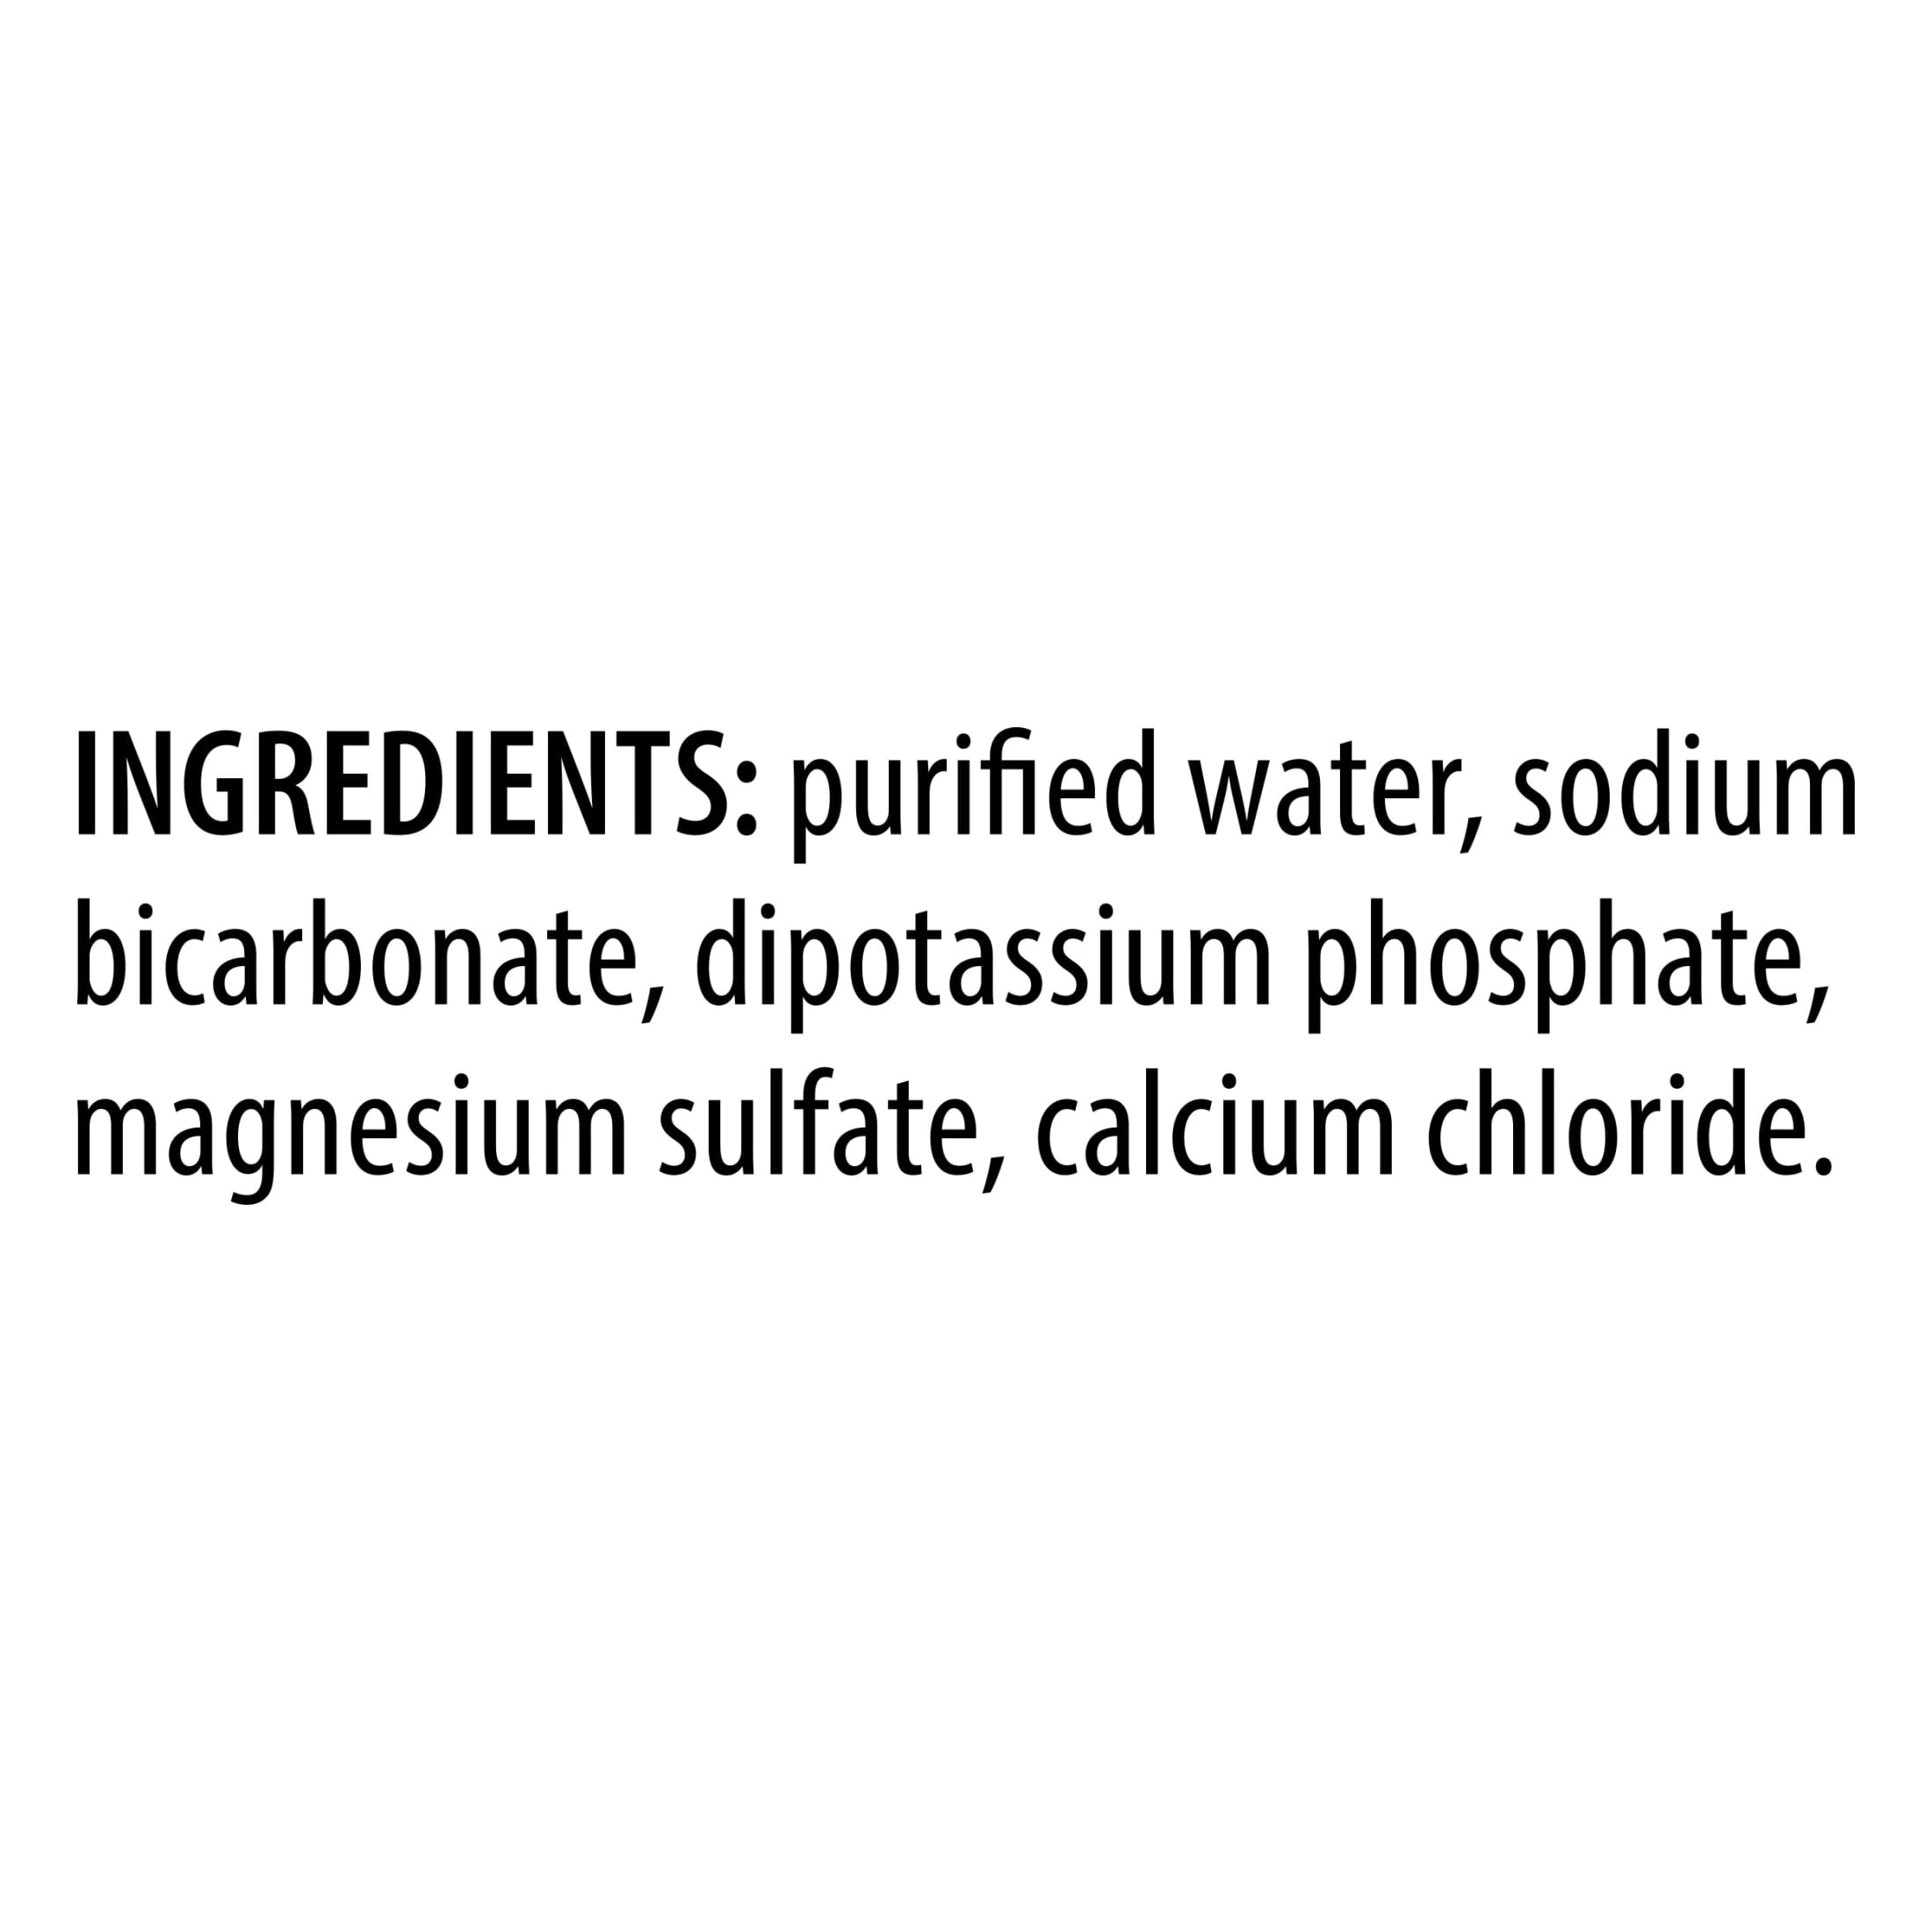 INGREDIENTS: purified water, sodium
bicarbonate, dipotassium phosphate,
magnesium sulfate, calcium chloride.